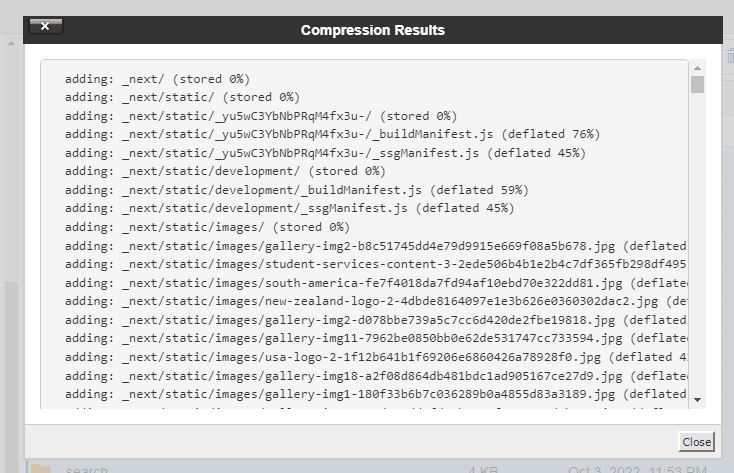 Compression Results
adding: _next/ (stored 0%)
adding: _next/static/ (stored 0%)
adding: _next/static/_yu5wC3YbNbPRqM4fx3u-/ (stored 0%)
adding: _next/static/_yu5wC3YbNbPRqM4fx3u-/_buildManifest.js (deflated 76%)
adding: _next/static/_yu5wC3YbNbPRqM4fx3u-/_ssgManifest.js (deflated 45%)
adding: _next/static/development/ (stored 0%)
adding: _next/static/development/_buildManifest.js (deflated 59%)
adding: _next/static/development/_ssgManifest.js (deflated 45%)
adding: _next/static/images/ (stored 0%)
adding: _next/static/images/gallery-img2-b8c51745dd4e79d9915e669f08a5b678.jpg (deflated
adding: _next/static/images/student-services-content-3-2ede506b4b1e2b4c7df365fb298df495
adding: _next/static/images/south-america-fe7f4018da7fd94af10ebd70e322dd81.jpg (deflate
adding: _next/static/images/new-zealand-logo-2-4dbde8164097e1e3b626e0360302dac2.jpg (de
adding: _next/static/images/gallery-img2-d078bbe739a5c7cc6d420de2fbe19818.jpg (deflated
adding: _next/static/images/gallery-img11-7962be0850bb0e62de531747cc733594.jpg (deflate
adding: _next/static/images/usa-logo-2-1f12b641b1f69206e6860426a78928f0.jpg (deflated 4
adding: _next/static/images/gallery-img18-a2f08d864db481bdc1ad905167ce27d9.jpg (deflate
adding: _next/static/images/gallery-img1-180f33b6b7c036289b0a4855d83a3189.jpg (deflated
Close
search 4 KB Oct 3, 2022, 11:53 PM